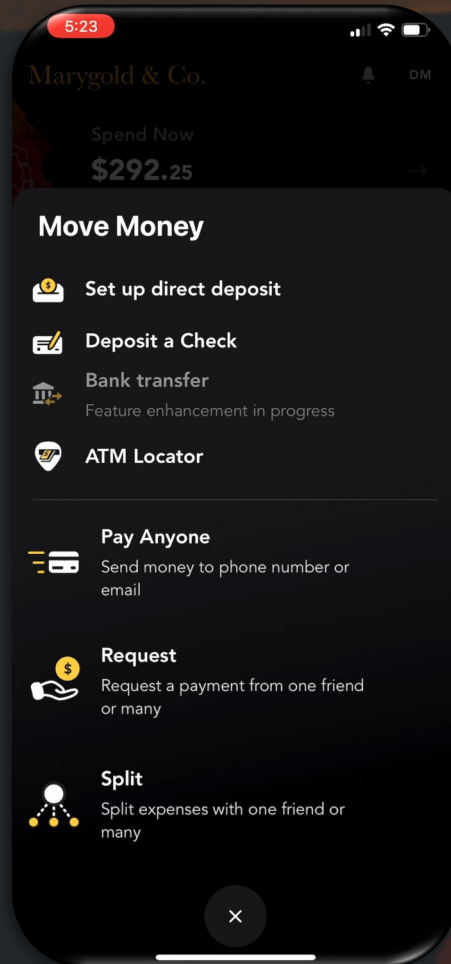 5:23
Marygold & Co.
DM
Spend Now
$292.25
Move Money
Set up direct deposit
Deposit a Check
Bank transfer
Feature enhancement in progress
ATM Locator
Pay Anyone
Send money to phone number or
email
Request
Request a payment from one friend
or many
Split
Split expenses with one friend or
many